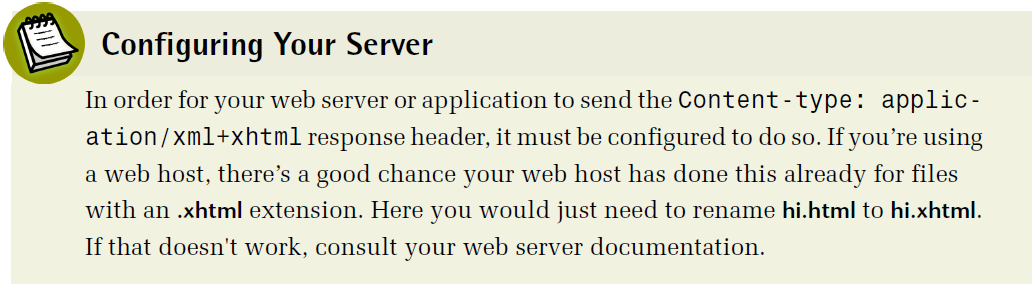 Configuring Your Server
In order for your web server or application to send the Content-type: applic-
ation/xml+xhtml response header, it must be configured to do so. If you’re using
a web host, there’s a good chance your web host has done this already for files
with an .xhtml extension. Here you would just need to rename hi.html to hi.xhtml.
If that doesn't work, consult your web server documentation.